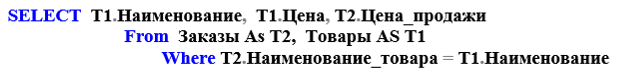 SELECT T1.Наименование, T1.Цена, T2.Цена_продажи
From Заказы As T2, Товары AS T1
Where T2.Наименование_товара = T1.Наименование